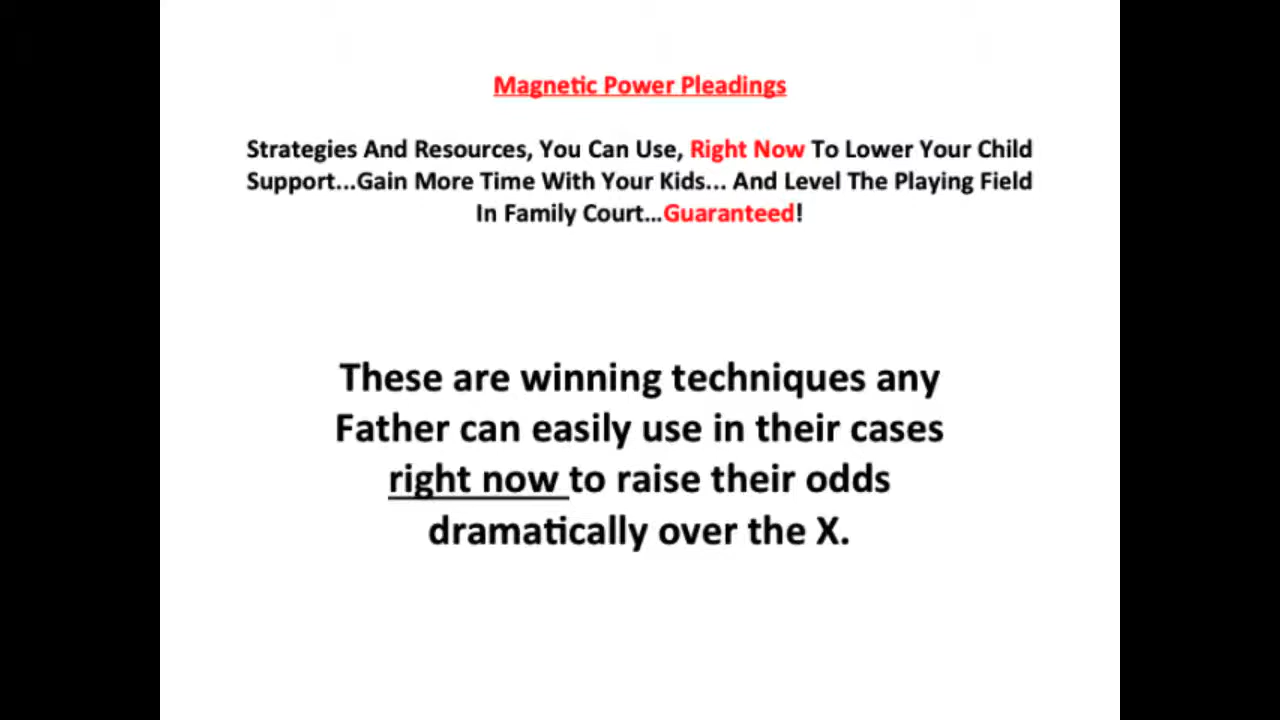 Magnetic Power Pleadings
Strategies And Resources, You Can Use, Right Now To Lower Your Child
Support...Gain More Time With Your Kids... And Level The Playing Field
In Family Court...Guaranteed!
These are winning techniques any
Father can easily use in their cases
right now to raise their odds
dramatically over the X.